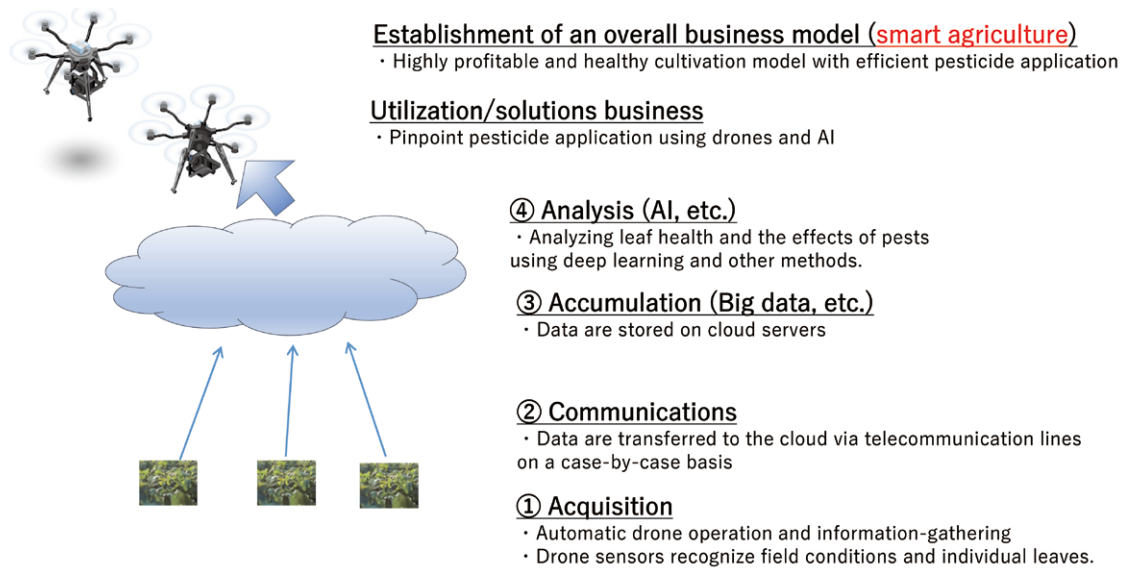 Establishment of an overall business model (smart agriculture)
・Highly profitable and healthy cultivation model with efficient pesticide application
Utilization/solutions business
・Pinpoint pesticide application using drones and AI
④ Analysis (AI, etc.)
・Analyzing leaf health and the effects of pests
using deep learning and other methods.
③ Accumulation (Big data, etc.)
・Data are stored on cloud servers
② Communications
・Data are transferred to the cloud via telecommunication lines
on a case-by-case basis
① Acquisition
・Automatic drone operation and information-gathering
・Drone sensors recognize field conditions and individual leaves.